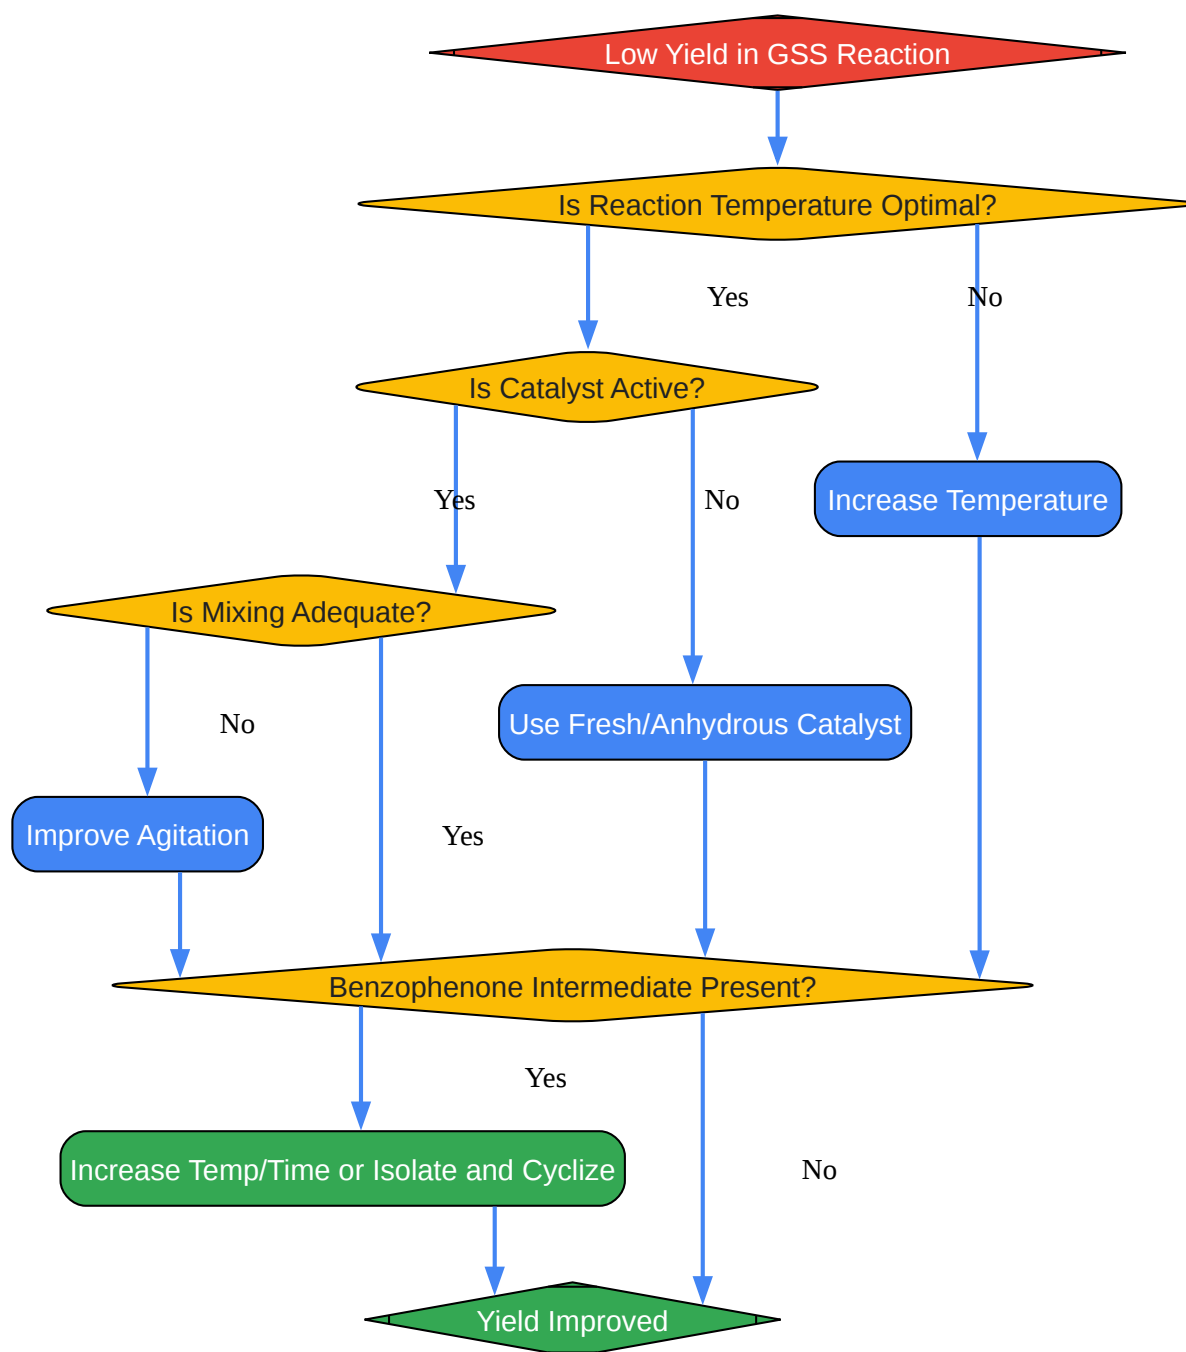 Low Yield in GSS Reaction
Is Reaction Temperature Optimal?
Yes
No
Is Catalyst Active?
Yes
No
Increase Temperature
Is Mixing Adequate?
No
Use Fresh/Anhydrous Catalyst
Improve Agitation
Yes
Benzophenone Intermediate Present?
Yes
Increase Temp/Time or Isolate and Cyclize
No
Yield Improved